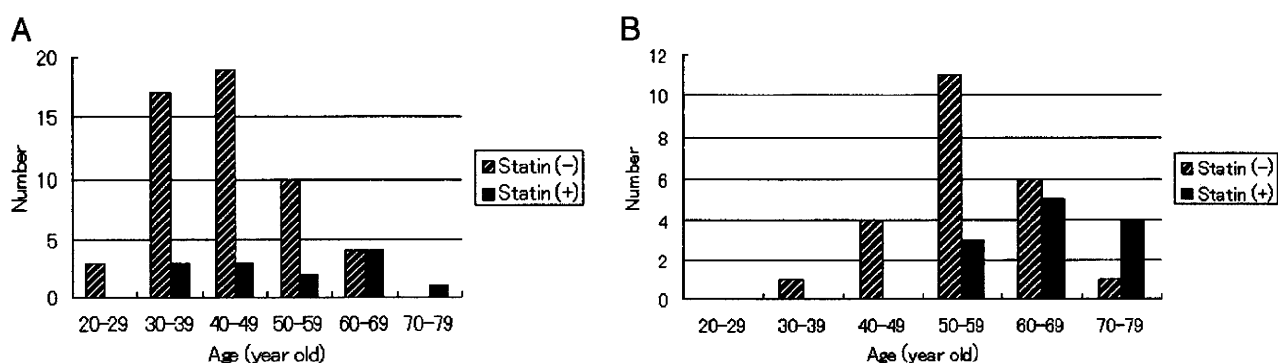 A
20
15
10
5
0
Number
20-29 30-39 40-49 50-59 60-69 70-79
Age (year old)
Statin (-)
Statin (+)
B
12
10
8
6
4
2
0
Number
20-29 30-39 40-49 50-59 60-69 70-79
Age (year old)
Statin (-)
Statin (+)